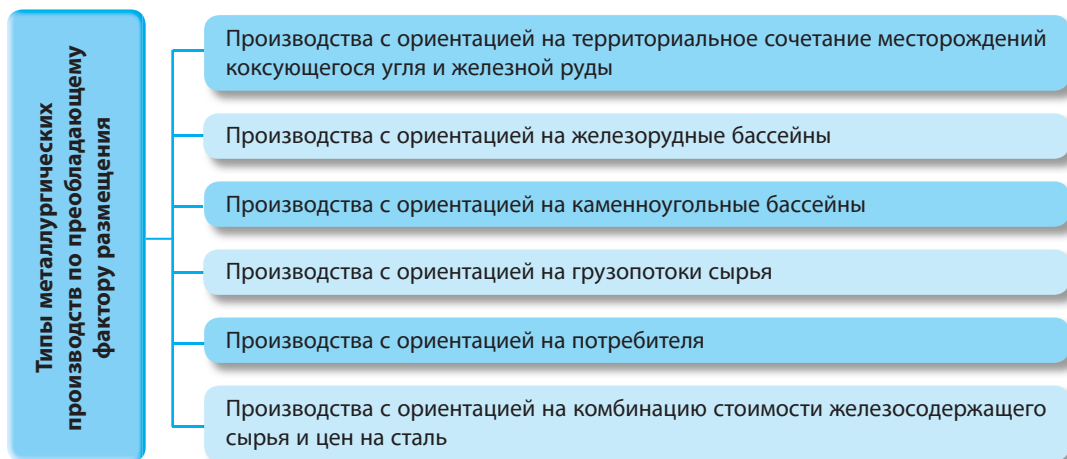 Типы металлургических
производств по преобладающему
фактору размещения
Производства с ориентацией на территориальное сочетание месторождений
коксующегося угля и железной руды
Производства с ориентацией на железорудные бассейны
Производства с ориентацией на каменноугольные бассейны
Производства с ориентацией на грузопотоки сырья
Производства с ориентацией на потребителя
Производства с ориентацией на комбинацию стоимости железосодержащего
сырья и цен на сталь